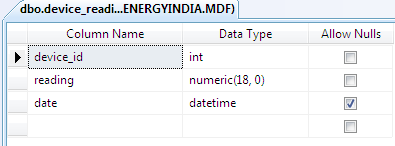 dbo.device_readi...ENERGYINDIA.MDF)
Column Name Data Type Allow Nulls
device_id int
reading numeric(18, 0)
date datetime